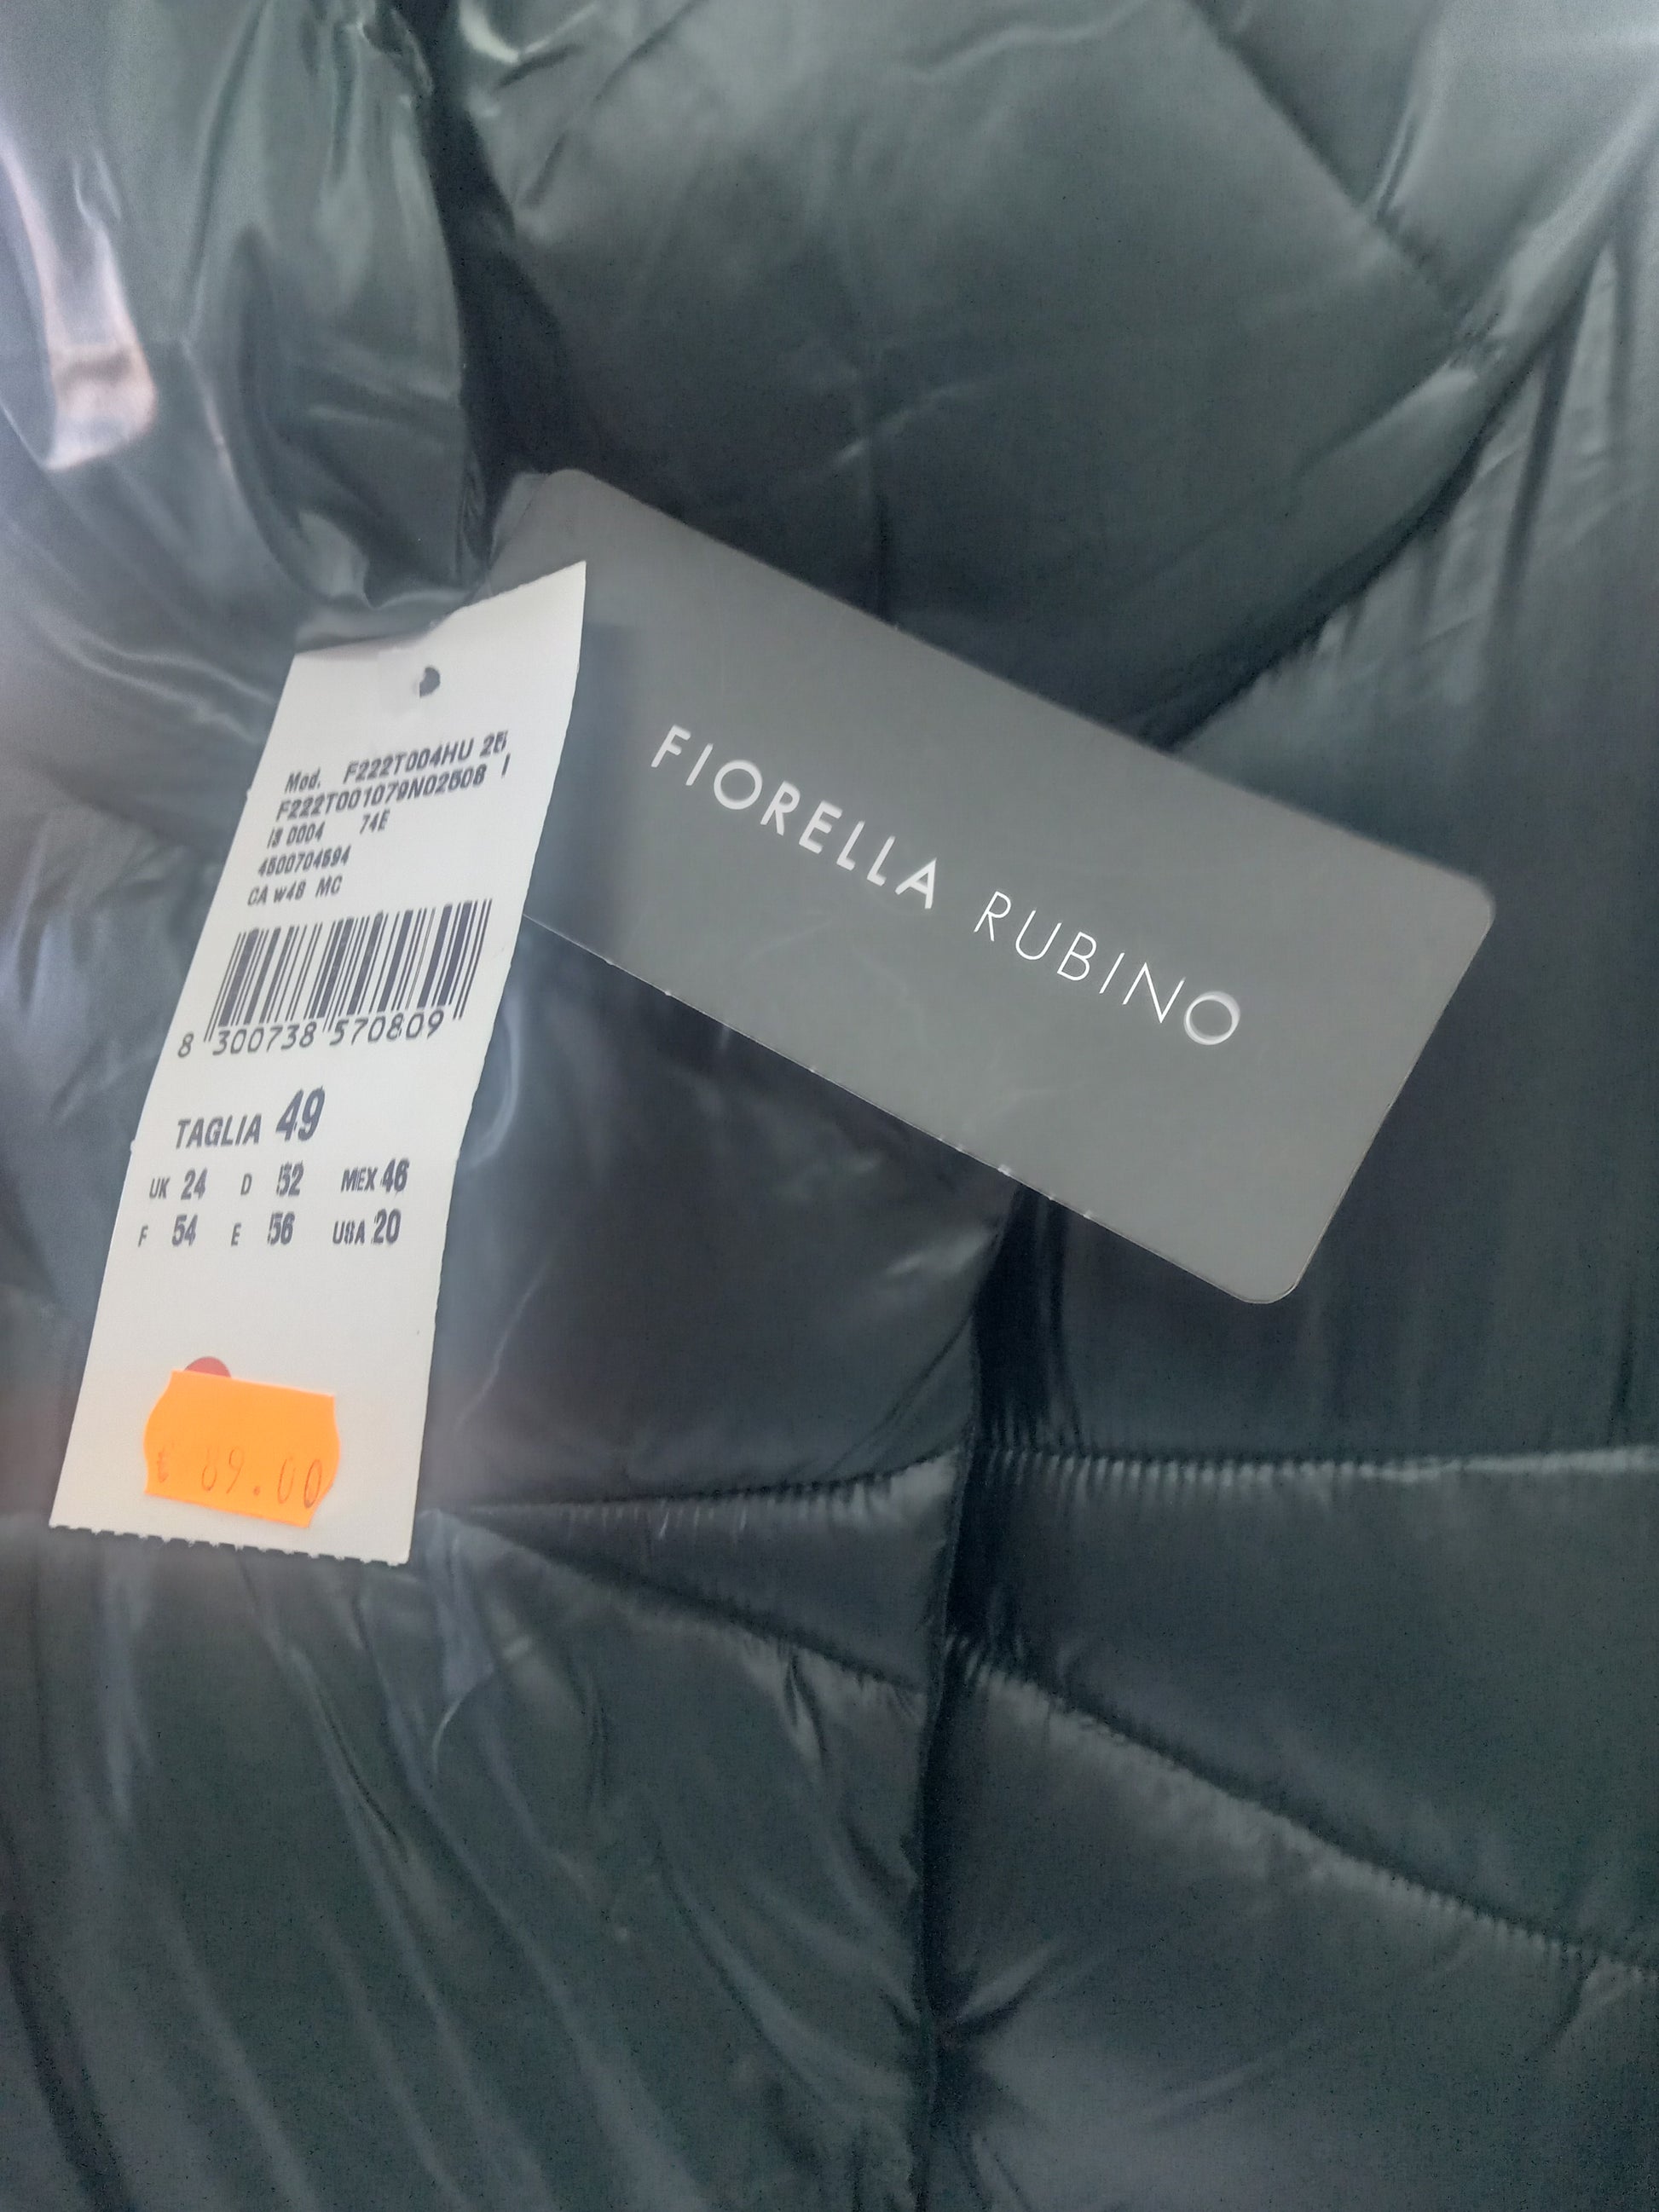 Mod. F222T004HU 25
F222T001079N02508 I
IS 0004 74E
4500704594
CA w48 MC
8 300738 570809
TAGLIA 49
UK 24 D 52 MEX 46
F 54 E 56 USA 20
€ 89.00
FIORELLA RUBINO